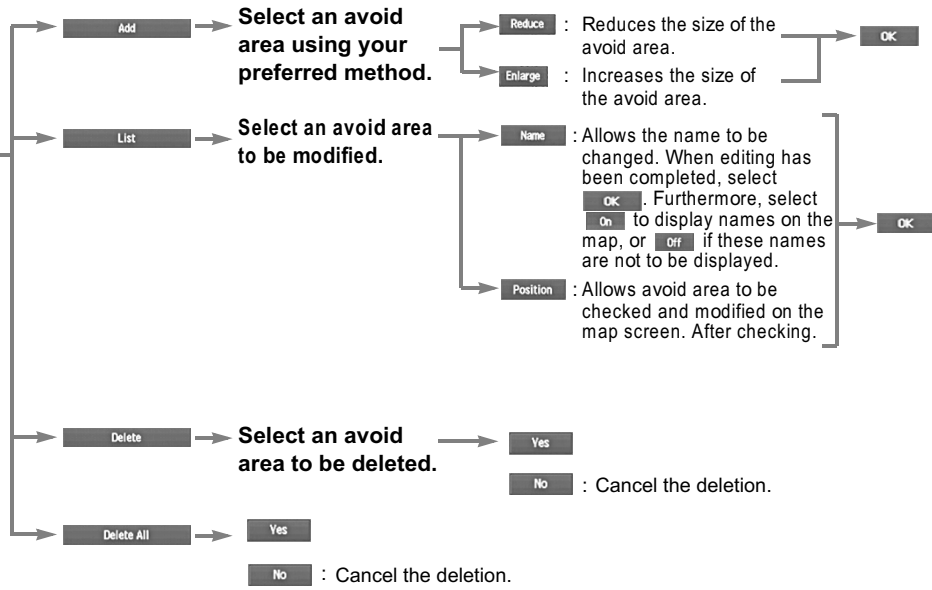 Add
Select an avoid
area using your
preferred method.
Reduce : Reduces the size of the
avoid area.
Enlarge : Increases the size of
the avoid area.
OK
List
Select an avoid area
to be modified.
Name : Allows the name to be
changed. When editing has
been completed, select
OK . Furthermore, select
On to display names on the
map, or Off if these names
are not to be displayed.
Position : Allows avoid area to be
checked and modified on the
map screen. After checking.
OK
Delete
Select an avoid
area to be deleted.
Yes
No : Cancel the deletion.
Delete All
Yes
No : Cancel the deletion.